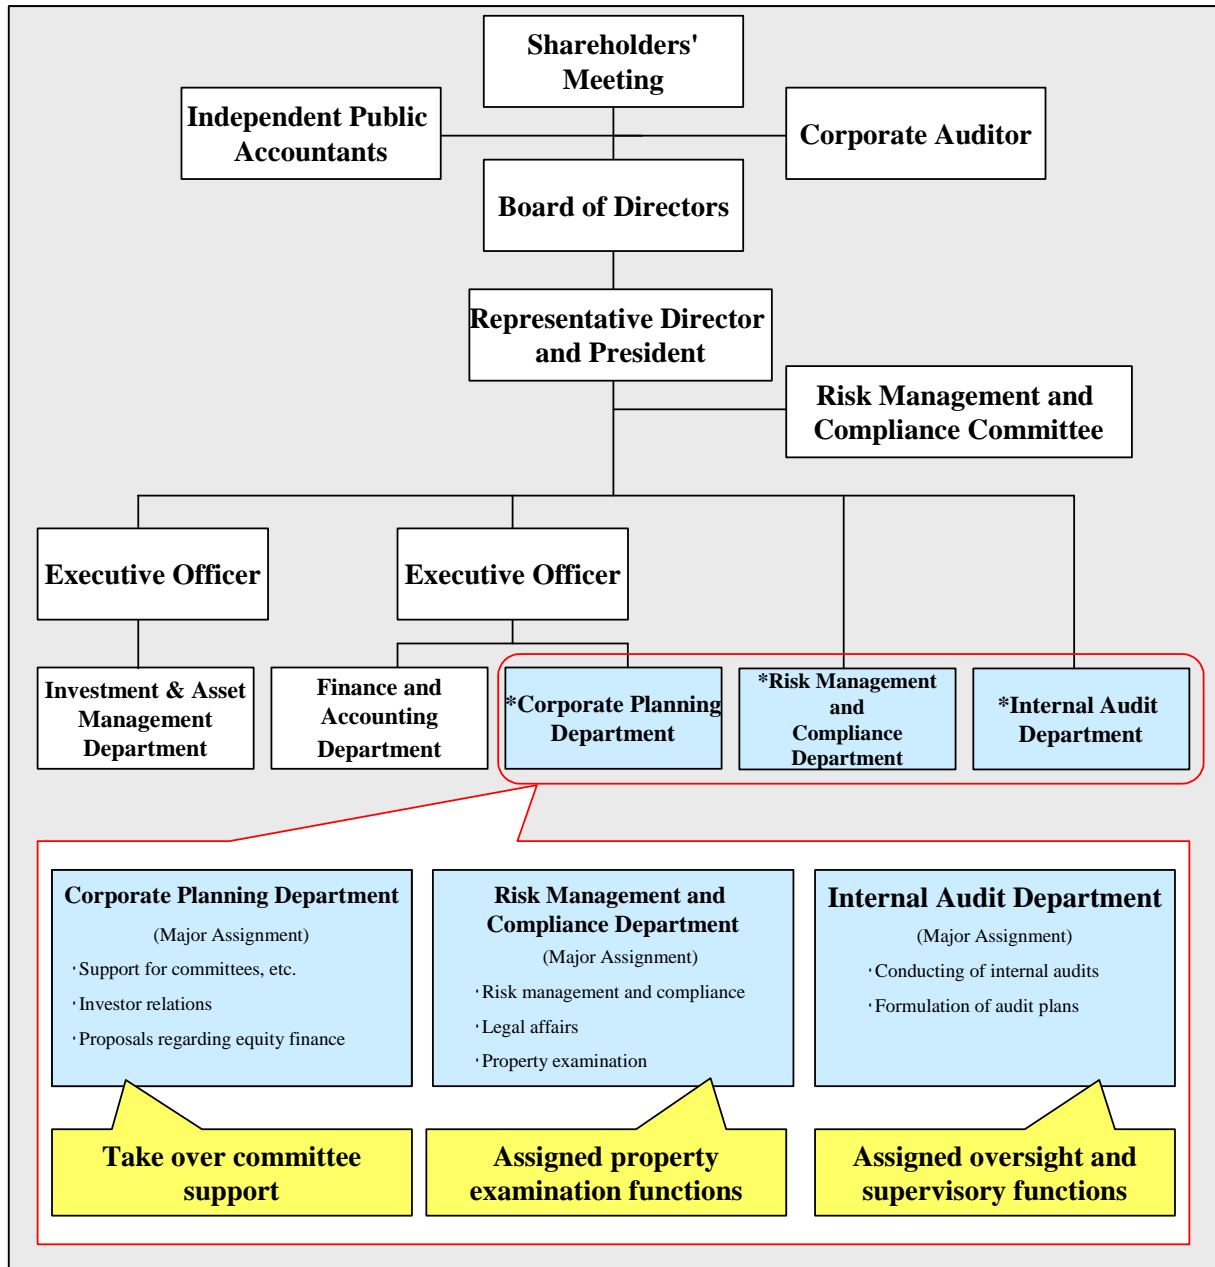 Shareholders'
Meeting
Independent Public
Accountants
Corporate Auditor
Board of Directors
Representative Director
and President
Risk Management and
Compliance Committee
Executive Officer
Executive Officer
Investment & Asset
Management
Department
Finance and
Accounting
Department
*Corporate Planning
Department
*Risk Management
and
Compliance
Department
*Internal Audit
Department
Corporate Planning Department
(Major Assignment)
·Support for committees, etc.
·Investor relations
·Proposals regarding equity finance
Risk Management and
Compliance Department
(Major Assignment)
·Risk management and compliance
·Legal affairs
·Property examination
Internal Audit Department
(Major Assignment)
·Conducting of internal audits
·Formulation of audit plans
Take over committee
support
Assigned property
examination functions
Assigned oversight and
supervisory functions